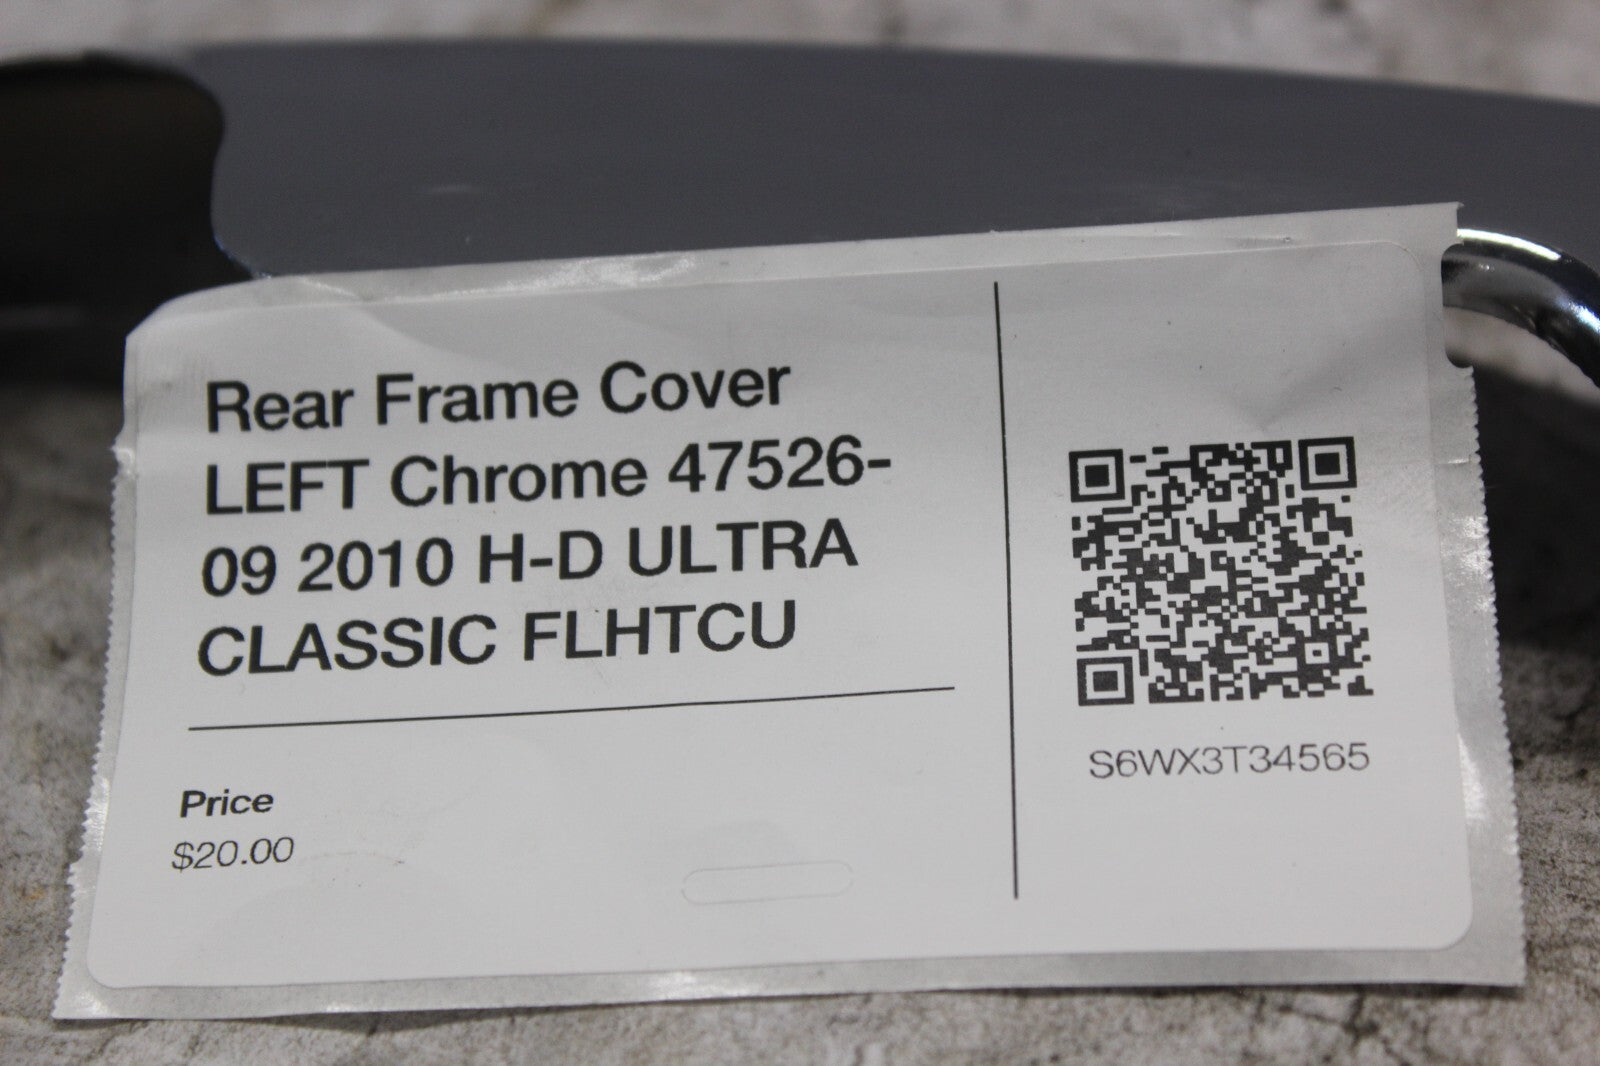 Rear Frame Cover
LEFT Chrome 47526-
09 2010 H-D ULTRA
CLASSIC FLHTCU
Price
$20.00
S6WX3T34565